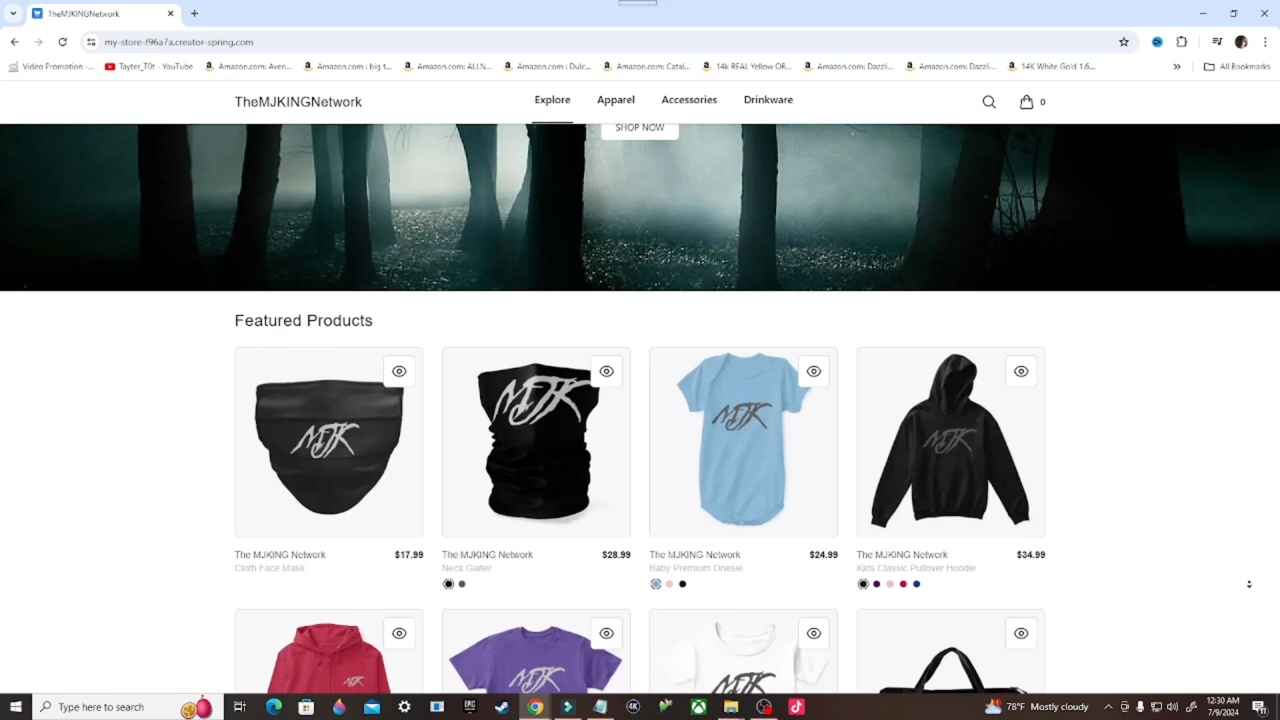 TheMJKINGNetwork
my-store-f96a7a.creator-spring.com
Video Promotion -... Tayter_T0t - YouTube Amazon.com: Aven... Amazon.com : big t... Amazon.com: ALLN... Amazon.com : Dulc... Amazon.com: Catal... 14k REAL Yellow OR... Amazon.com: Dazzli... Amazon.com: Dazzli... 14K White Gold 1.6... » All Bookmarks
TheMJKINGNetwork Explore Apparel Accessories Drinkware 0
SHOP NOW
Featured Products
MJK MJK MJK MJK
The MJKING Network $17.99 The MJKING Network $28.99 The MJKING Network $24.99 The MJKING Network $34.99
Cloth Face Mask Neck Gaiter Baby Premium Onesie Kids Classic Pullover Hoodie
MJK MJK MJK
Type here to search EPIC 4K 78°F Mostly cloudy 12:30 AM
7/9/2024